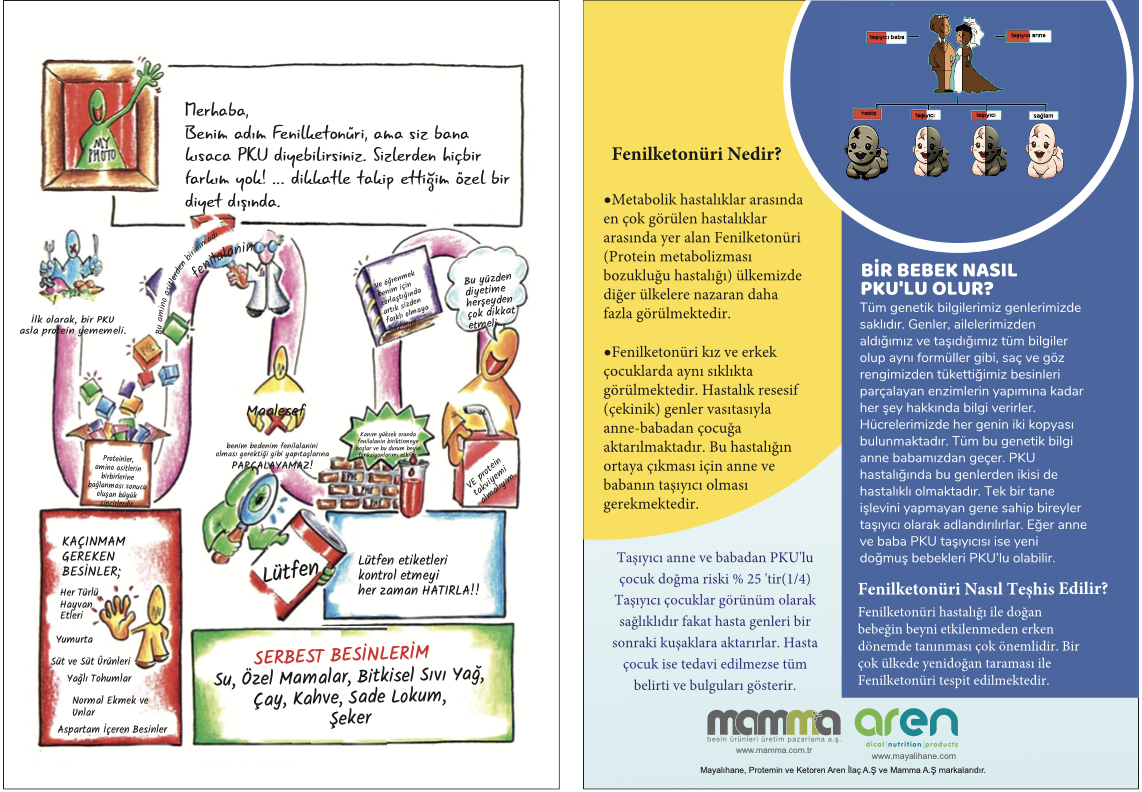 MY
PHOTO
Merhaba,
Benim adım Fenilketonüri, ama siz bana
kısaca PKU diyebilirsiniz. Sizlerden hiçbir
farkım yok! ... dikkatle takip ettiğim özel bir
diyet dışında.
İlk olarak, bir PKU
asla protein yememeli.
Proteinler,
amino asitlerin
birbirlerine
bağlanması sonucu
oluşan büyük
Bu amino asitlerden birinin adı
fenilalanin
Maalesef
benim bedenim fenilalanini
olması gerektiği gibi yapıtaşlarına
PARÇALAYAMAZ!
Kanım yüksek oranda
fenilalanin biriktirmeye
başlar ve bu durum beyin
fonksiyonlarımı
Ve öğrenmek
benim için
zorlaştığında
artık sizden
farklı olmaya
Bu yüzden
diyetime
herşeyden
çok dikkat
etmeli
VE protein
takviyemi
almalıyım.
KAÇINMAM
GEREKEN
BESİNLER;
Her Türlü
Hayvan
Etleri
Yumurta
Süt ve Süt Ürünleri
Yağlı Tohumlar
Normal Ekmek ve
Unlar
Aspartam İçeren Besinler
Lütfen
Lütfen etiketleri
kontrol etmeyi
her zaman HATIRLA!!
SERBEST BESİNLERİM
Su, Özel Mamalar, Bitkisel Sıvı Yağ,
Çay, Kahve, Sade Lokum,
Şeker
Fenilketonüri Nedir?
●Metabolik hastalıklar arasında
en çok görülen hastalıklar
arasında yer alan Fenilketonüri
(Protein metabolizması
bozukluğu hastalığı) ülkemizde
diğer ülkelere nazaran daha
fazla görülmektedir.
●Fenilketonüri kız ve erkek
çocuklarda aynı sıklıkta
görülmektedir. Hastalık resesif
(çekinik) genler vasıtasıyla
anne-babadan çocuğa
aktarılmaktadır. Bu hastalığın
ortaya çıkması için anne ve
babanın taşıyıcı olması
gerekmektedir.
Taşıyıcı anne ve babadan PKU'lu
çocuk doğma riski % 25 'tir(1/4)
Taşıyıcı çocuklar görünüm olarak
sağlıklıdır fakat hasta genleri bir
sonraki kuşaklara aktarırlar. Hasta
çocuk ise tedavi edilmezse tüm
belirti ve bulguları gösterir.
taşıyıcı baba
taşıyıcı anne
hasta
taşıyıcı
taşıyıcı
sağlam
BİR BEBEK NASIL
PKU'LU OLUR?
Tüm genetik bilgilerimiz genlerimizde
saklıdır. Genler, ailelerimizden
aldığımız ve taşıdığımız tüm bilgiler
olup aynı formüller gibi, saç ve göz
rengimizden tükettiğimiz besinleri
parçalayan enzimlerin yapımına kadar
her şey hakkında bilgi verirler.
Hücrelerimizde her genin iki kopyası
bulunmaktadır. Tüm bu genetik bilgi
anne babamızdan geçer. PKU
hastalığında bu genlerden ikisi de
hastalıklı olmaktadır. Tek bir tane
işlevini yapmayan gene sahip bireyler
taşıyıcı olarak adlandırılırlar. Eğer anne
ve baba PKU taşıyıcısı ise yeni
doğmuş bebekleri PKU'lu olabilir.
Fenilketonüri Nasıl Teşhis Edilir?
Fenilketonüri hastalığı ile doğan
bebeğin beyni etkilenmeden erken
dönemde tanınması çok önemlidir. Bir
çok ülkede yenidoğan taraması ile
Fenilketonüri tespit edilmektedir.
mamma
besin ürünleri üretim pazarlama a.ş.
www.mamma.com.tr
aren
dical|nutrition|products
www.mayalihane.com
Mayalıhane, Protemin ve Ketoren Aren İlaç A.Ş ve Mamma A.Ş markalarıdır.